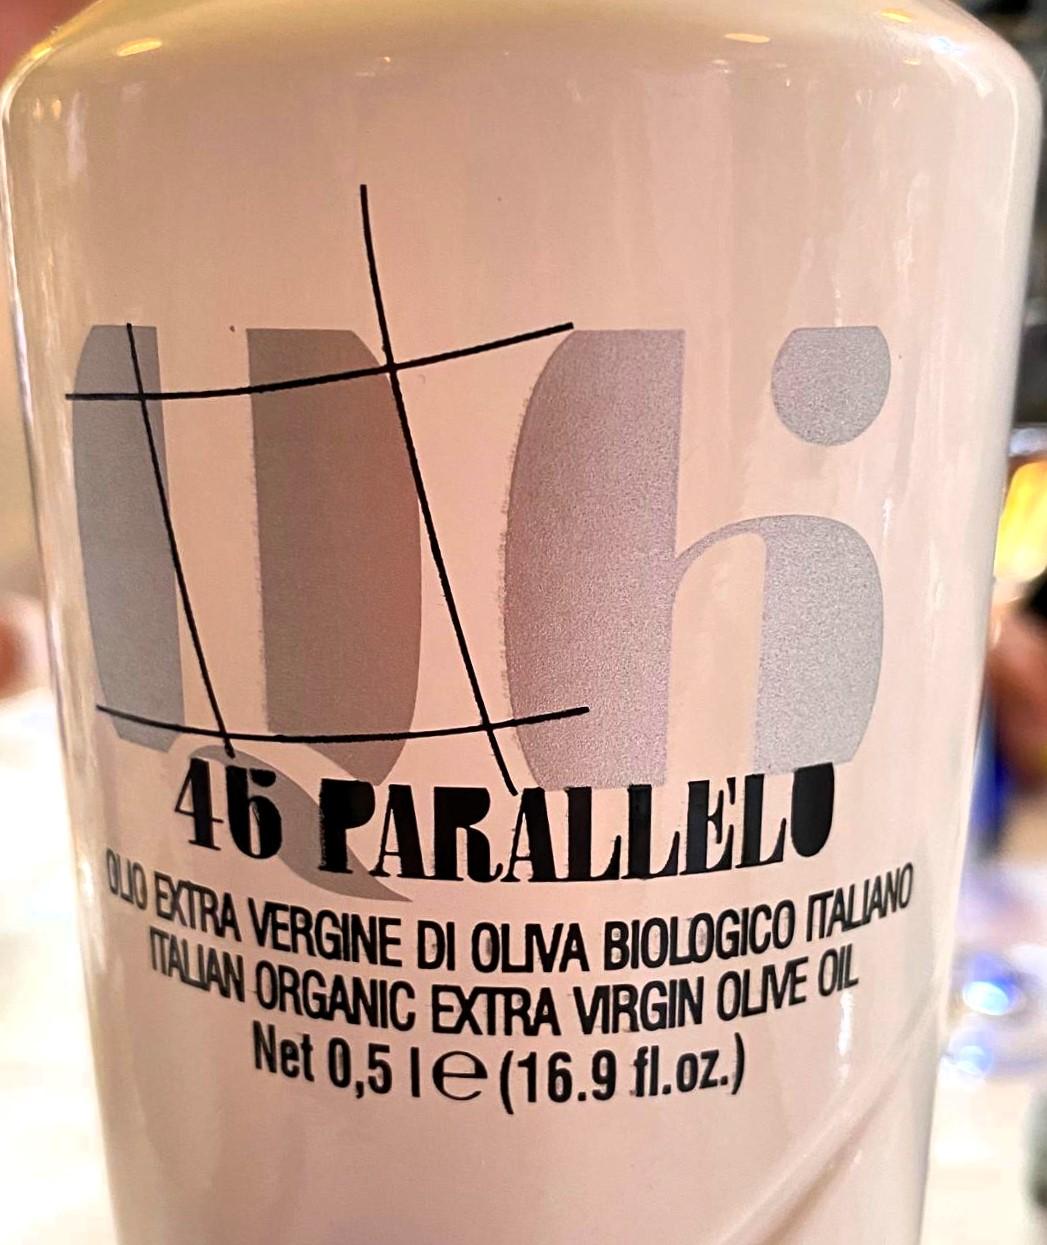 46 PARALLELO
OLIO EXTRA VERGINE DI OLIVA BIOLOGICO ITALIANO
ITALIAN ORGANIC EXTRA VIRGIN OLIVE OIL
Net 0,5 l e (16.9 fl.oz.)